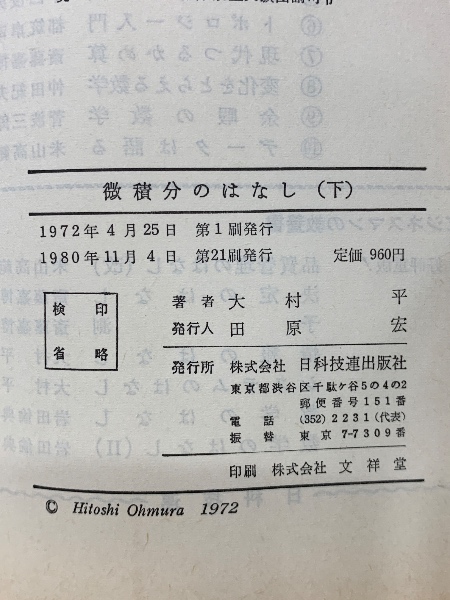 微積分のはなし(下)
1972年4月25日 第1刷発行
1980年11月4日 第21刷発行 定価 960円
検印
省略
著者 大村 平
発行人 田原 宏
発行所 株式会社 日科技連出版社
東京都渋谷区千駄ケ谷5の4の2
郵便番号 151番
電話 (352) 2231 (代表)
振替 東京 7-7309番
印刷 株式会社 文祥堂
© Hitoshi Ohmura 1972